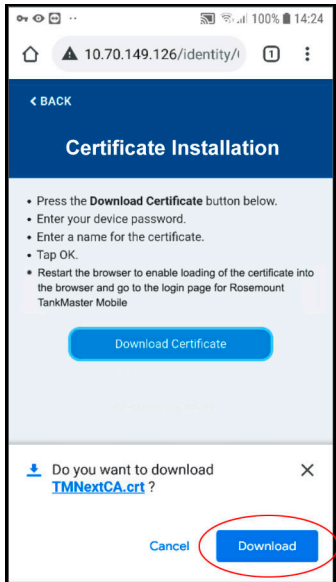 100% 14:24
10.70.149.126/identity/
1
< BACK
Certificate Installation
• Press the Download Certificate button below.
• Enter your device password.
• Enter a name for the certificate.
• Tap OK.
• Restart the browser to enable loading of the certificate into
the browser and go to the login page for Rosemount
TankMaster Mobile
Download Certificate
Do you want to download
TMNextCA.crt ?
Cancel
Download